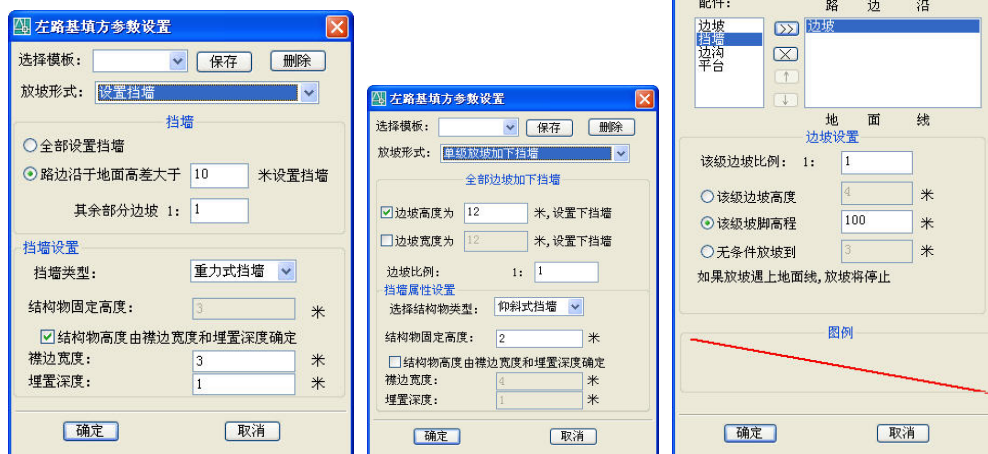 左路基填方参数设置
选择模板: 保存 删除
放坡形式: 设置挡墙
挡墙
全部设置挡墙
路边沿于地面高差大于 10 米设置挡墙
其余部分边坡 1: 1
挡墙设置
挡墙类型: 重力式挡墙
结构物固定高度: 3 米
结构物高度由襟边宽度和埋置深度确定
襟边宽度: 3 米
埋置深度: 1 米
确定 取消
左路基填方参数设置
选择模板: 保存 删除
放坡形式: 单级放坡加下挡墙
全部边坡加下挡墙
边坡高度为 12 米,设置下挡墙
边坡宽度为 12 米,设置下挡墙
边坡比例: 1: 1
挡墙属性设置
选择结构物类型: 仰斜式挡墙
结构物固定高度: 2 米
结构物高度由襟边宽度和埋置深度确定
襟边宽度: 4 米
埋置深度: 1 米
确定 取消
配件: 路 边 沿
边坡 >> 边坡
挡墙
边沟
平台
地 面 线
边坡设置
该级边坡比例: 1: 1
该级边坡高度 4 米
该级坡脚高程 100 米
无条件放坡到 3 米
如果放坡遇上地面线,放坡将停止
图例
确定 取消